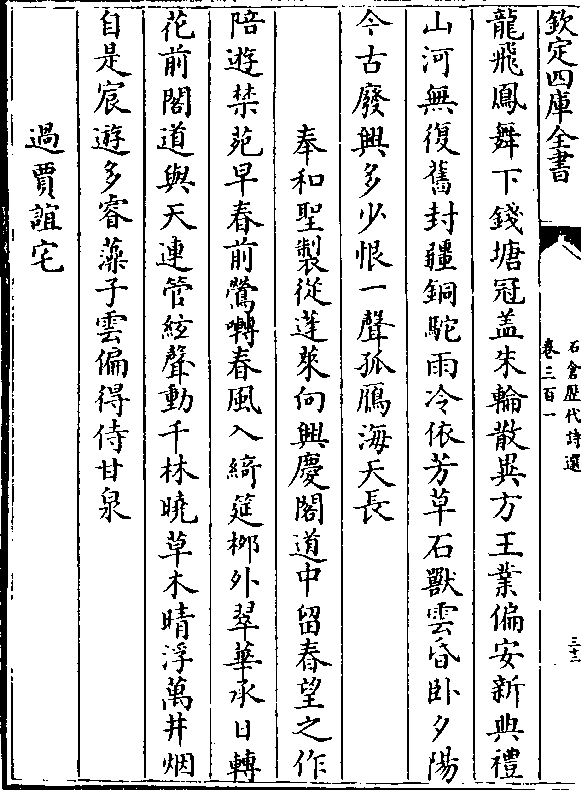 欽定四庫全書
石倉歷代詩選
卷三百一
三十三
龍飛鳳舞下錢塘冠盖朱輪散異方王業偏安新典禮
山河無復舊封疆銅駝雨冷依芳草石獸雲昏卧夕陽
今古廢興多少恨一聲孤鴈海天長
奉和聖製從蓬萊向興慶閣道中留春望之作
陪遊禁苑早春前鶯囀春風入綺筵栁外翠華承日轉
花前閣道與天連管絃聲動千林曉草木晴浮萬井烟
自是宸遊多睿藻子雲偏得侍甘泉
過賈誼宅